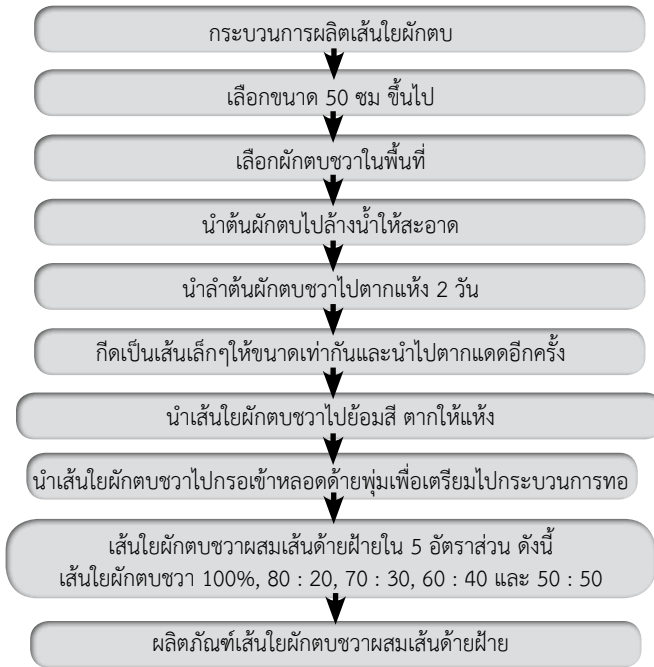 กระบวนการผลิตเส้นใยผักตบ
เลือกขนาด 50 ซม ขึ้นไป
เลือกผักตบชวาในพื้นที่
นำต้นผักตบไปล้างน้ำให้สะอาด
นำลำต้นผักตบชวาไปตากแห้ง 2 วัน
กีดเป็นเส้นเล็กๆให้ขนาดเท่ากันและนำไปตากแดดอีกครั้ง
นำเส้นใยผักตบชวาไปย้อมสี ตากให้แห้ง
นำเส้นใยผักตบชวาไปกรอเข้าหลอดด้ายพุ่มเพื่อเตรียมไปกระบวนการทอ
เส้นใยผักตบชวาผสมเส้นด้ายฝ้ายใน 5 อัตราส่วน ดังนี้
เส้นใยผักตบชวา 100%, 80 : 20, 70 : 30, 60 : 40 และ 50 : 50
ผลิตภัณฑ์เส้นใยผักตบชวาผสมเส้นด้ายฝ้าย